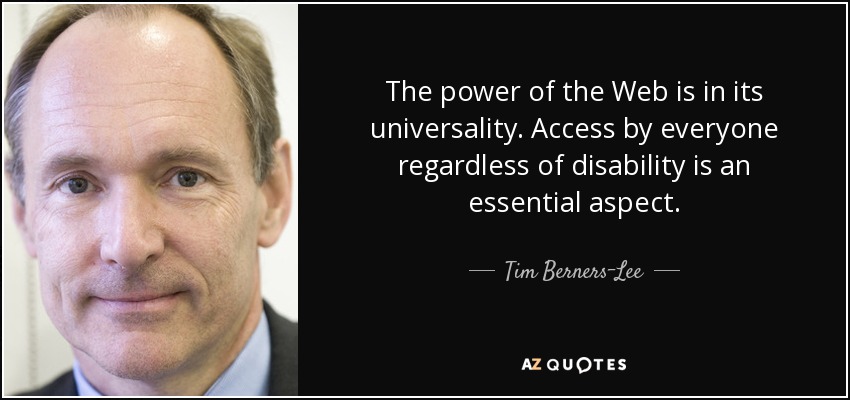 The power of the Web is in its
universality. Access by everyone
regardless of disability is an
essential aspect.
Tim Berners-Lee
AZ QUOTES